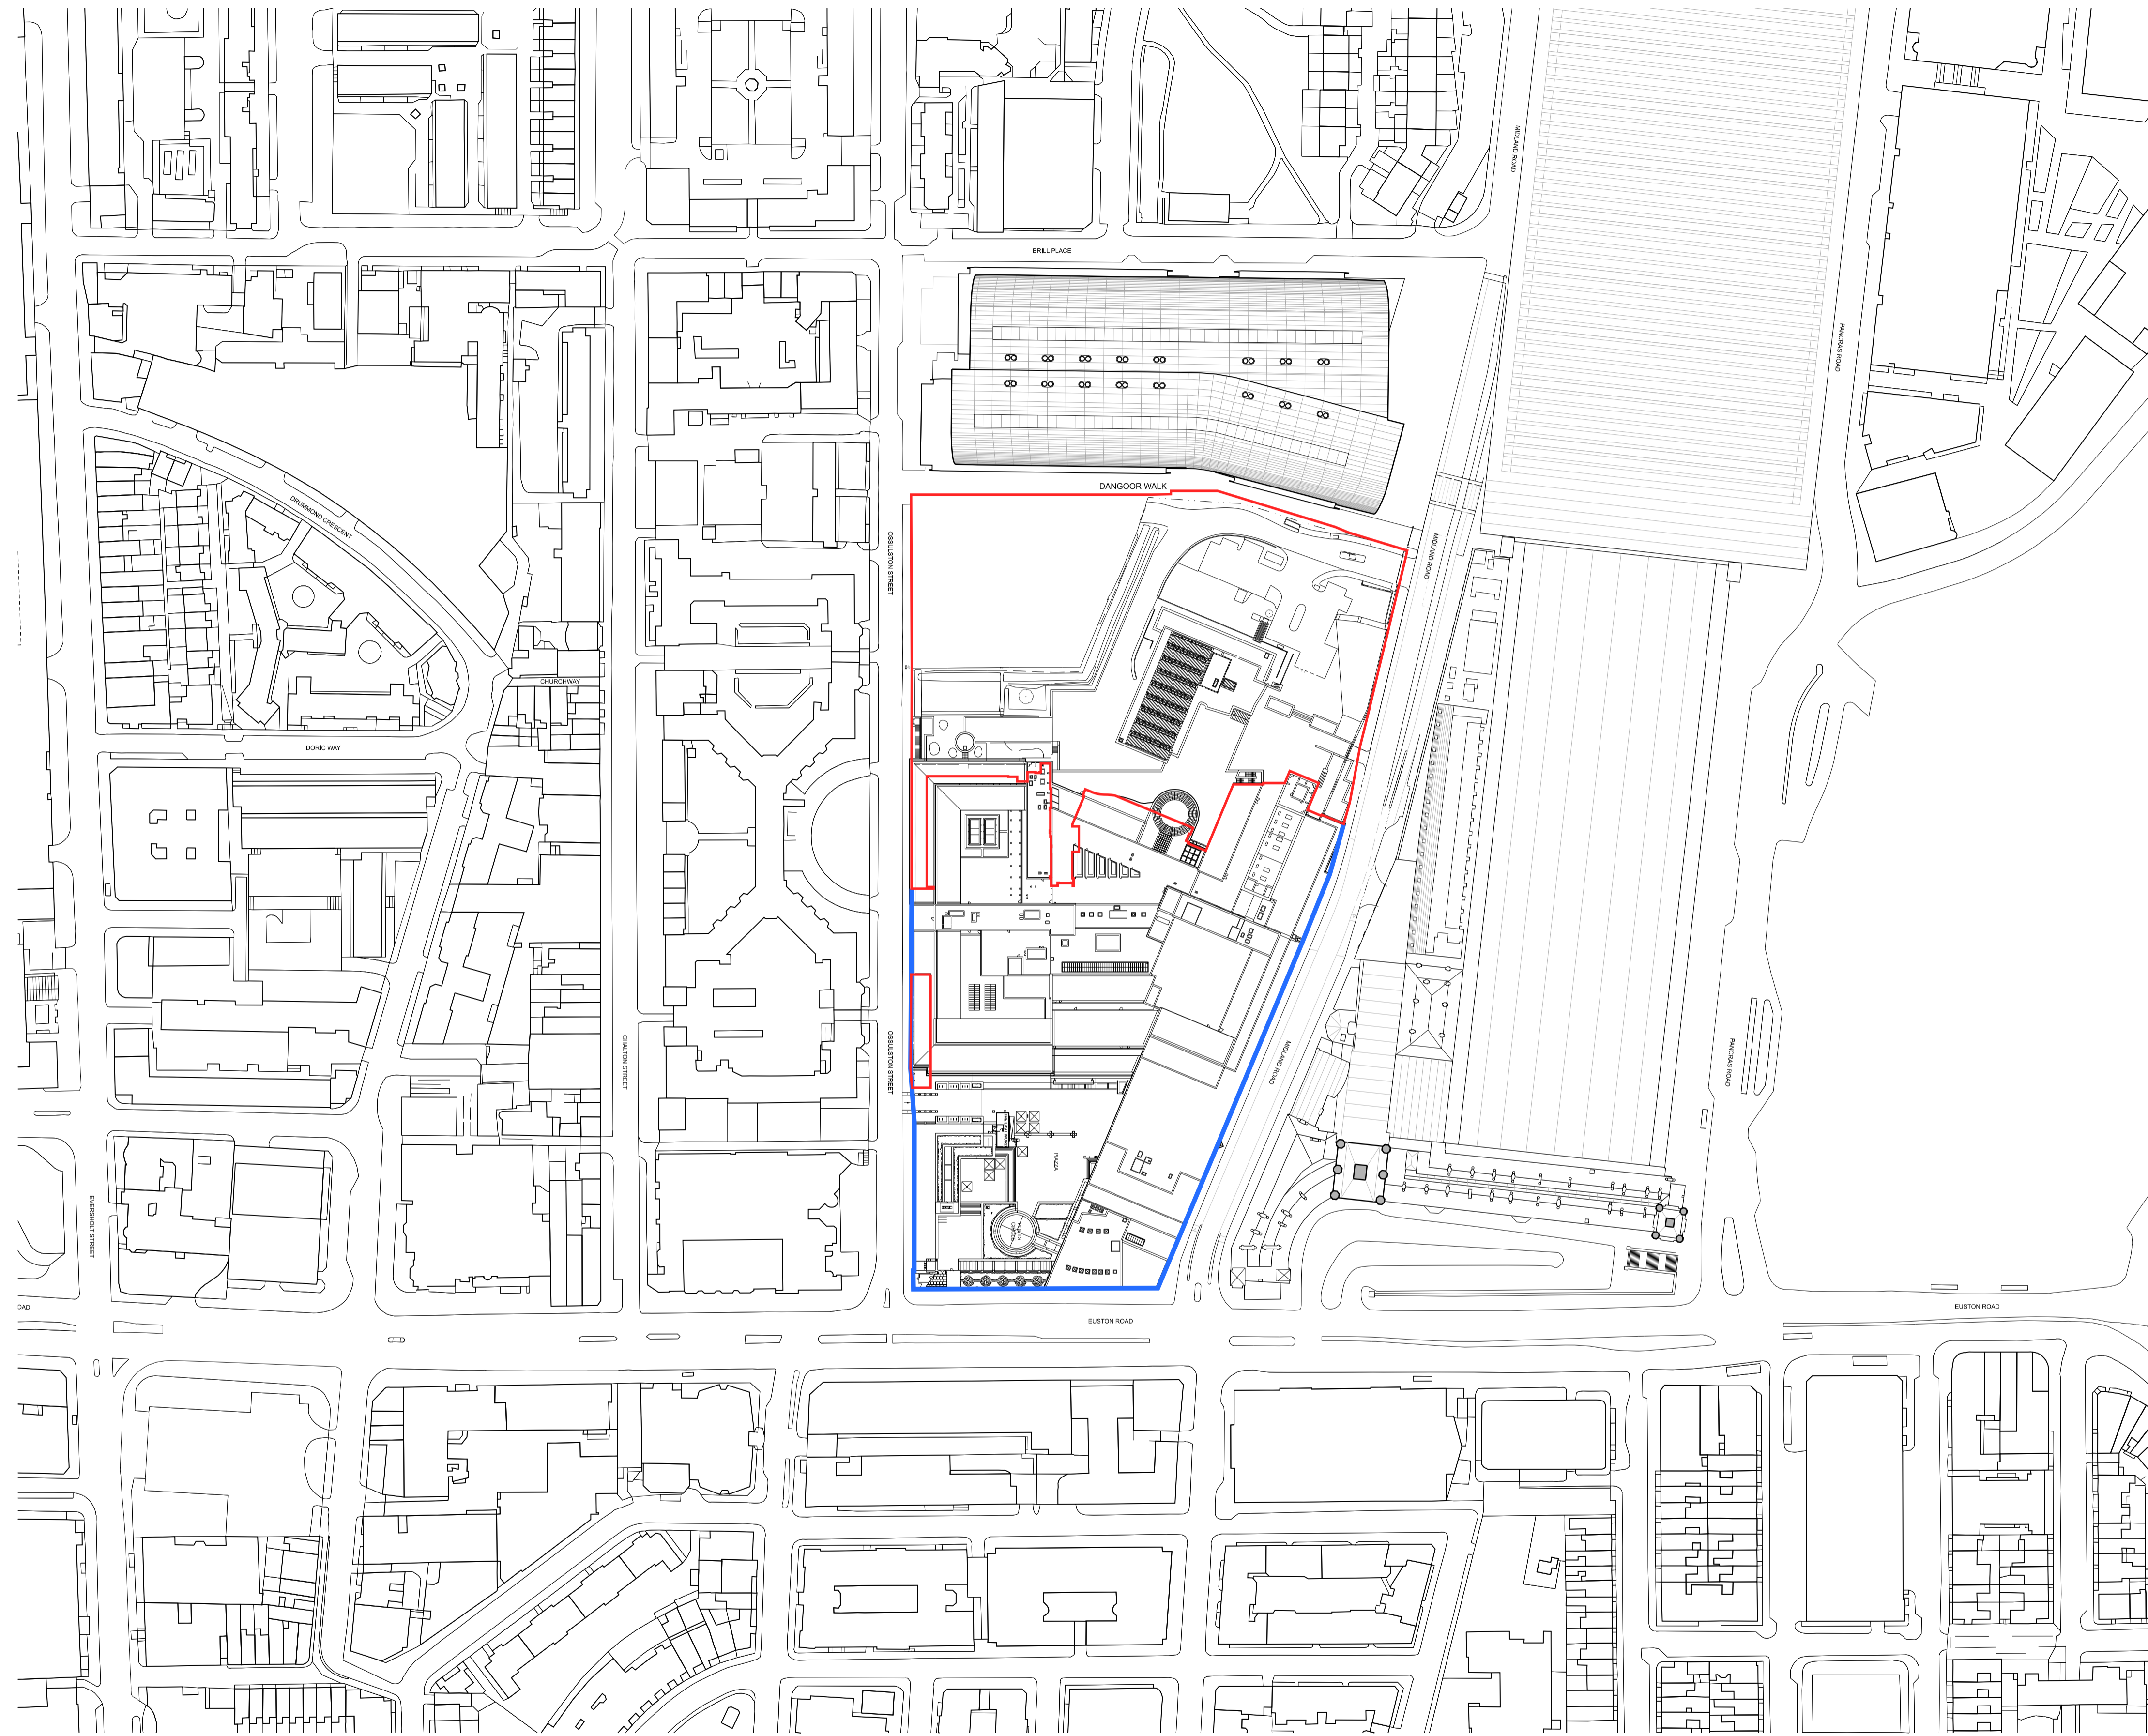 MIDLAND ROAD
BRILL PLACE
PANCRAS ROAD
DANGOOR WALK
DRUMMOND CRESCENT
OSSULSTON STREET
MIDLAND ROAD
CHURCHWAY
DORIC WAY
CHALTON STREET
OSSULSTON STREET
MIDLAND ROAD
PANCRAS ROAD
PIAZZA
EVERSHOLT STREET
OAD
EUSTON ROAD
EUSTON ROAD